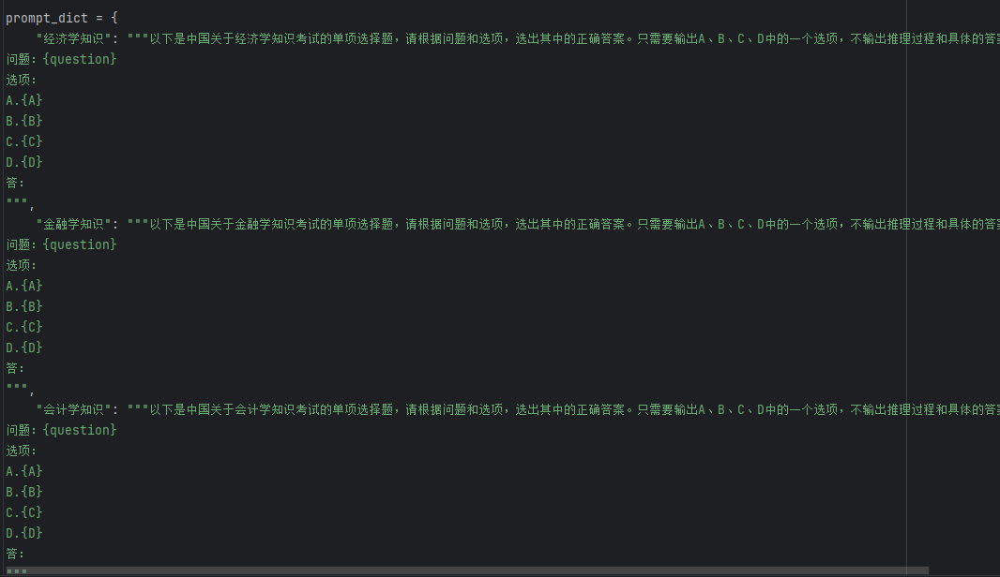 prompt_dict = {
"经济学知识": """以下是中国关于经济学知识考试的单项选择题，请根据问题和选项，选出其中的正确答案。只需要输出A、B、C、D中的一个选项，不输出推理过程和具体的答
问题：{question}
选项：
A.{A}
B.{B}
C.{C}
D.{D}
答：
""",
"金融学知识": """以下是中国关于金融学知识考试的单项选择题，请根据问题和选项，选出其中的正确答案。只需要输出A、B、C、D中的一个选项，不输出推理过程和具体的答
问题：{question}
选项：
A.{A}
B.{B}
C.{C}
D.{D}
答：
""",
"会计学知识": """以下是中国关于会计学知识考试的单项选择题，请根据问题和选项，选出其中的正确答案。只需要输出A、B、C、D中的一个选项，不输出推理过程和具体的答
问题：{question}
选项：
A.{A}
B.{B}
C.{C}
D.{D}
答：
"""